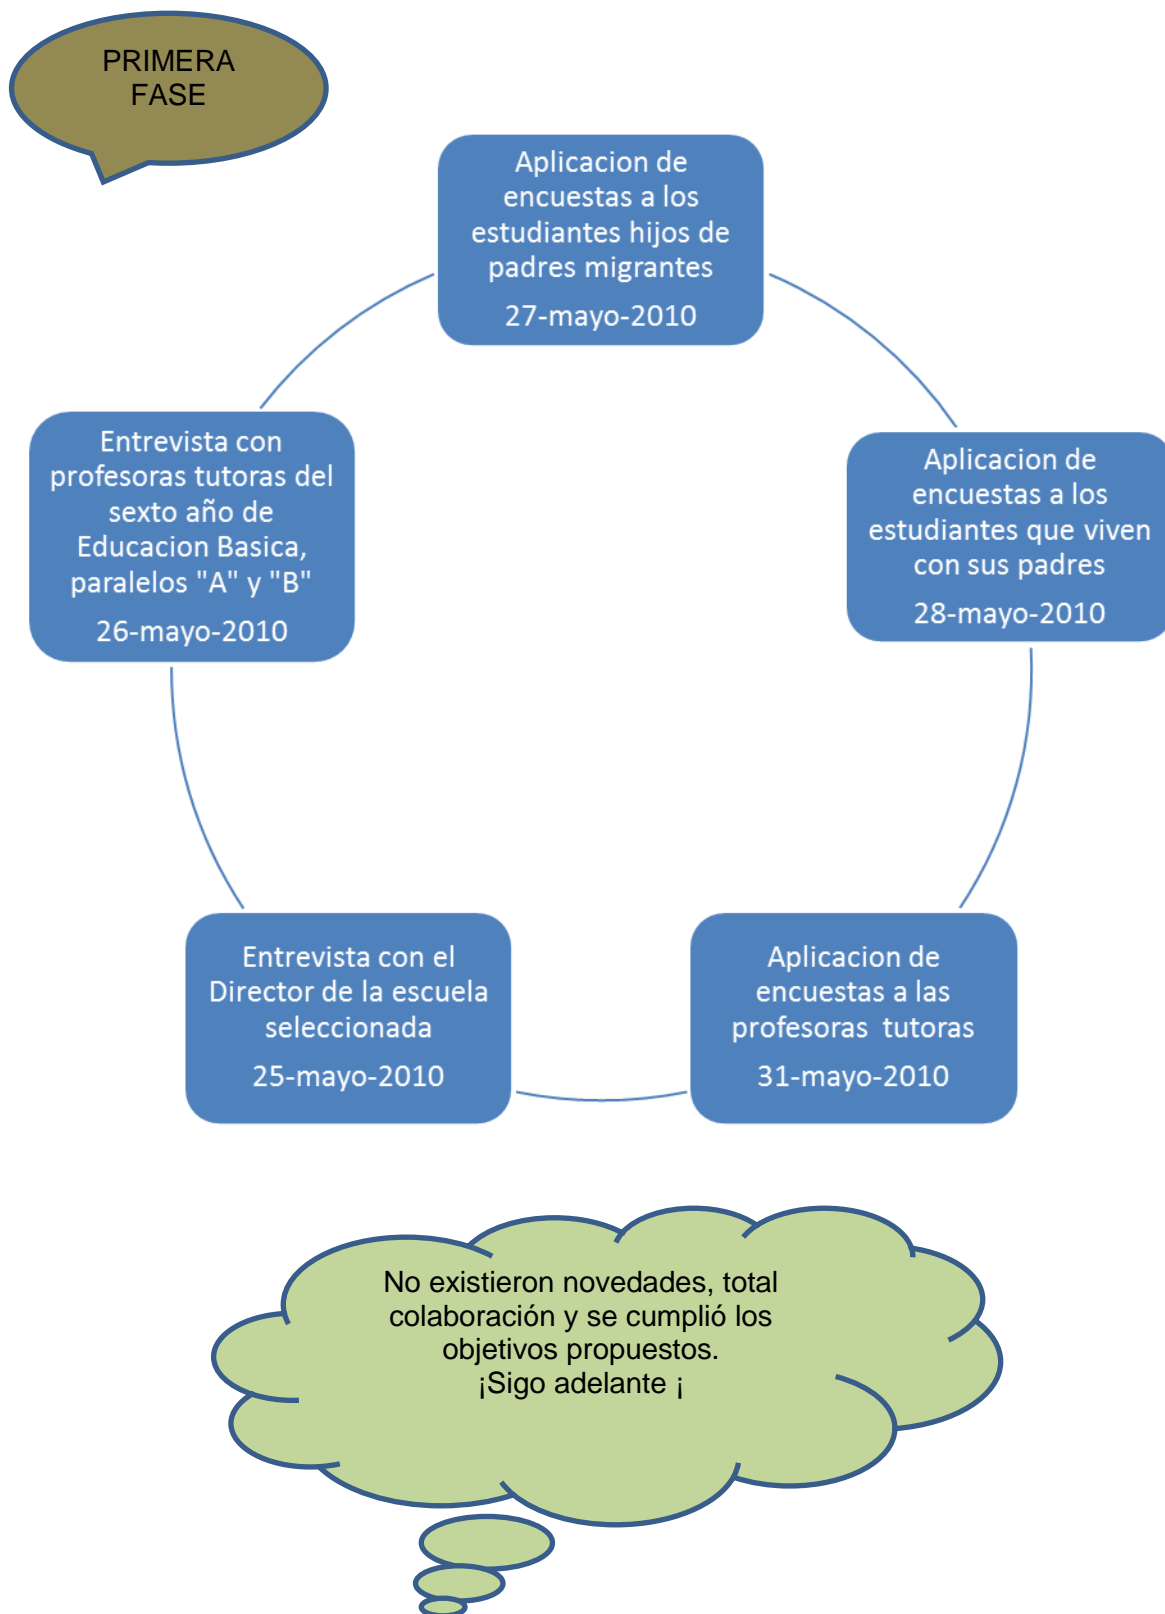 PRIMERA
FASE
Aplicacion de
encuestas a los
estudiantes hijos de
padres migrantes
27-mayo-2010
Entrevista con
profesoras tutoras del
sexto año de
Educacion Basica,
paralelos "A" y "B"
26-mayo-2010
Aplicacion de
encuestas a los
estudiantes que viven
con sus padres
28-mayo-2010
Entrevista con el
Director de la escuela
seleccionada
25-mayo-2010
Aplicacion de
encuestas a las
profesoras  tutoras
31-mayo-2010
No existieron novedades, total
colaboración y se cumplió los
objetivos propuestos.
¡Sigo adelante ¡